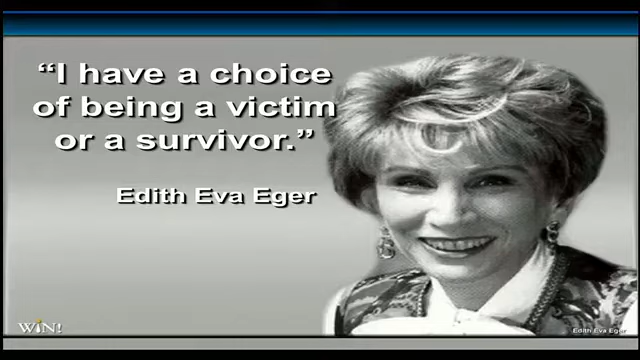 “I have a choice
of being a victim
or a survivor.”
Edith Eva Eger
WIN!
Edith Eva Eger